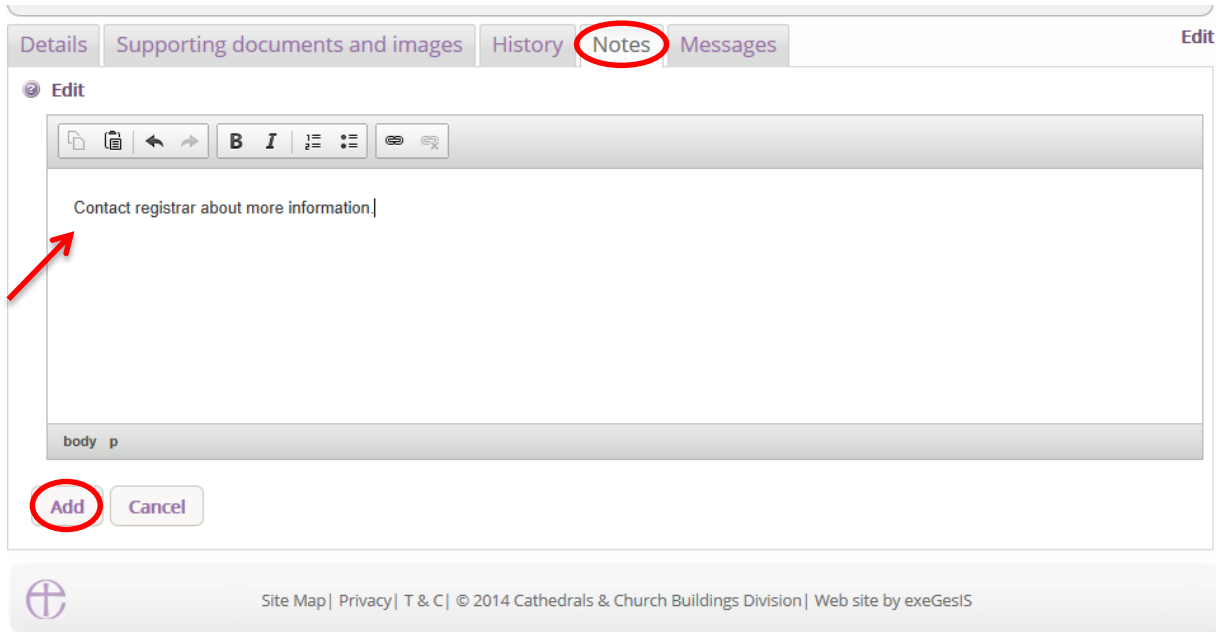 Details Supporting documents and images History Notes Messages Edit
Edit
B I
Contact registrar about more information.
body p
Add Cancel
Site Map| Privacy| T & C| © 2014 Cathedrals & Church Buildings Division| Web site by exeGesIS